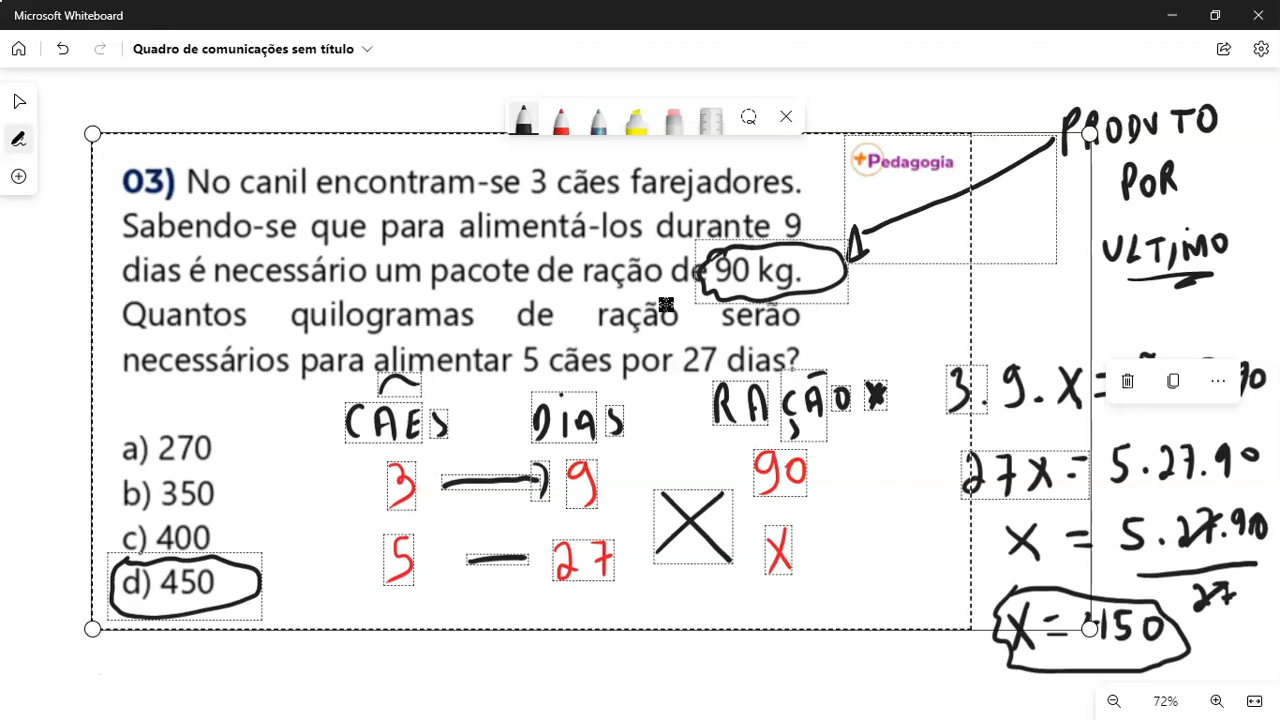 Microsoft Whiteboard
Quadro de comunicações sem título
+Pedagogia
03) No canil encontram-se 3 cães farejadores.
Sabendo-se que para alimentá-los durante 9
dias é necessário um pacote de ração de 90 kg.
Quantos quilogramas de ração serão
necessários para alimentar 5 cães por 27 dias?
a) 270
b) 350
c) 400
d) 450
CÃES DIAS RAÇÃO
3 9 90
5 27 X
PRODUTO
POR
ULTIMO
3.9.X=
27X= 5.27.90
X = 5.27.90
27
X = 450
72%